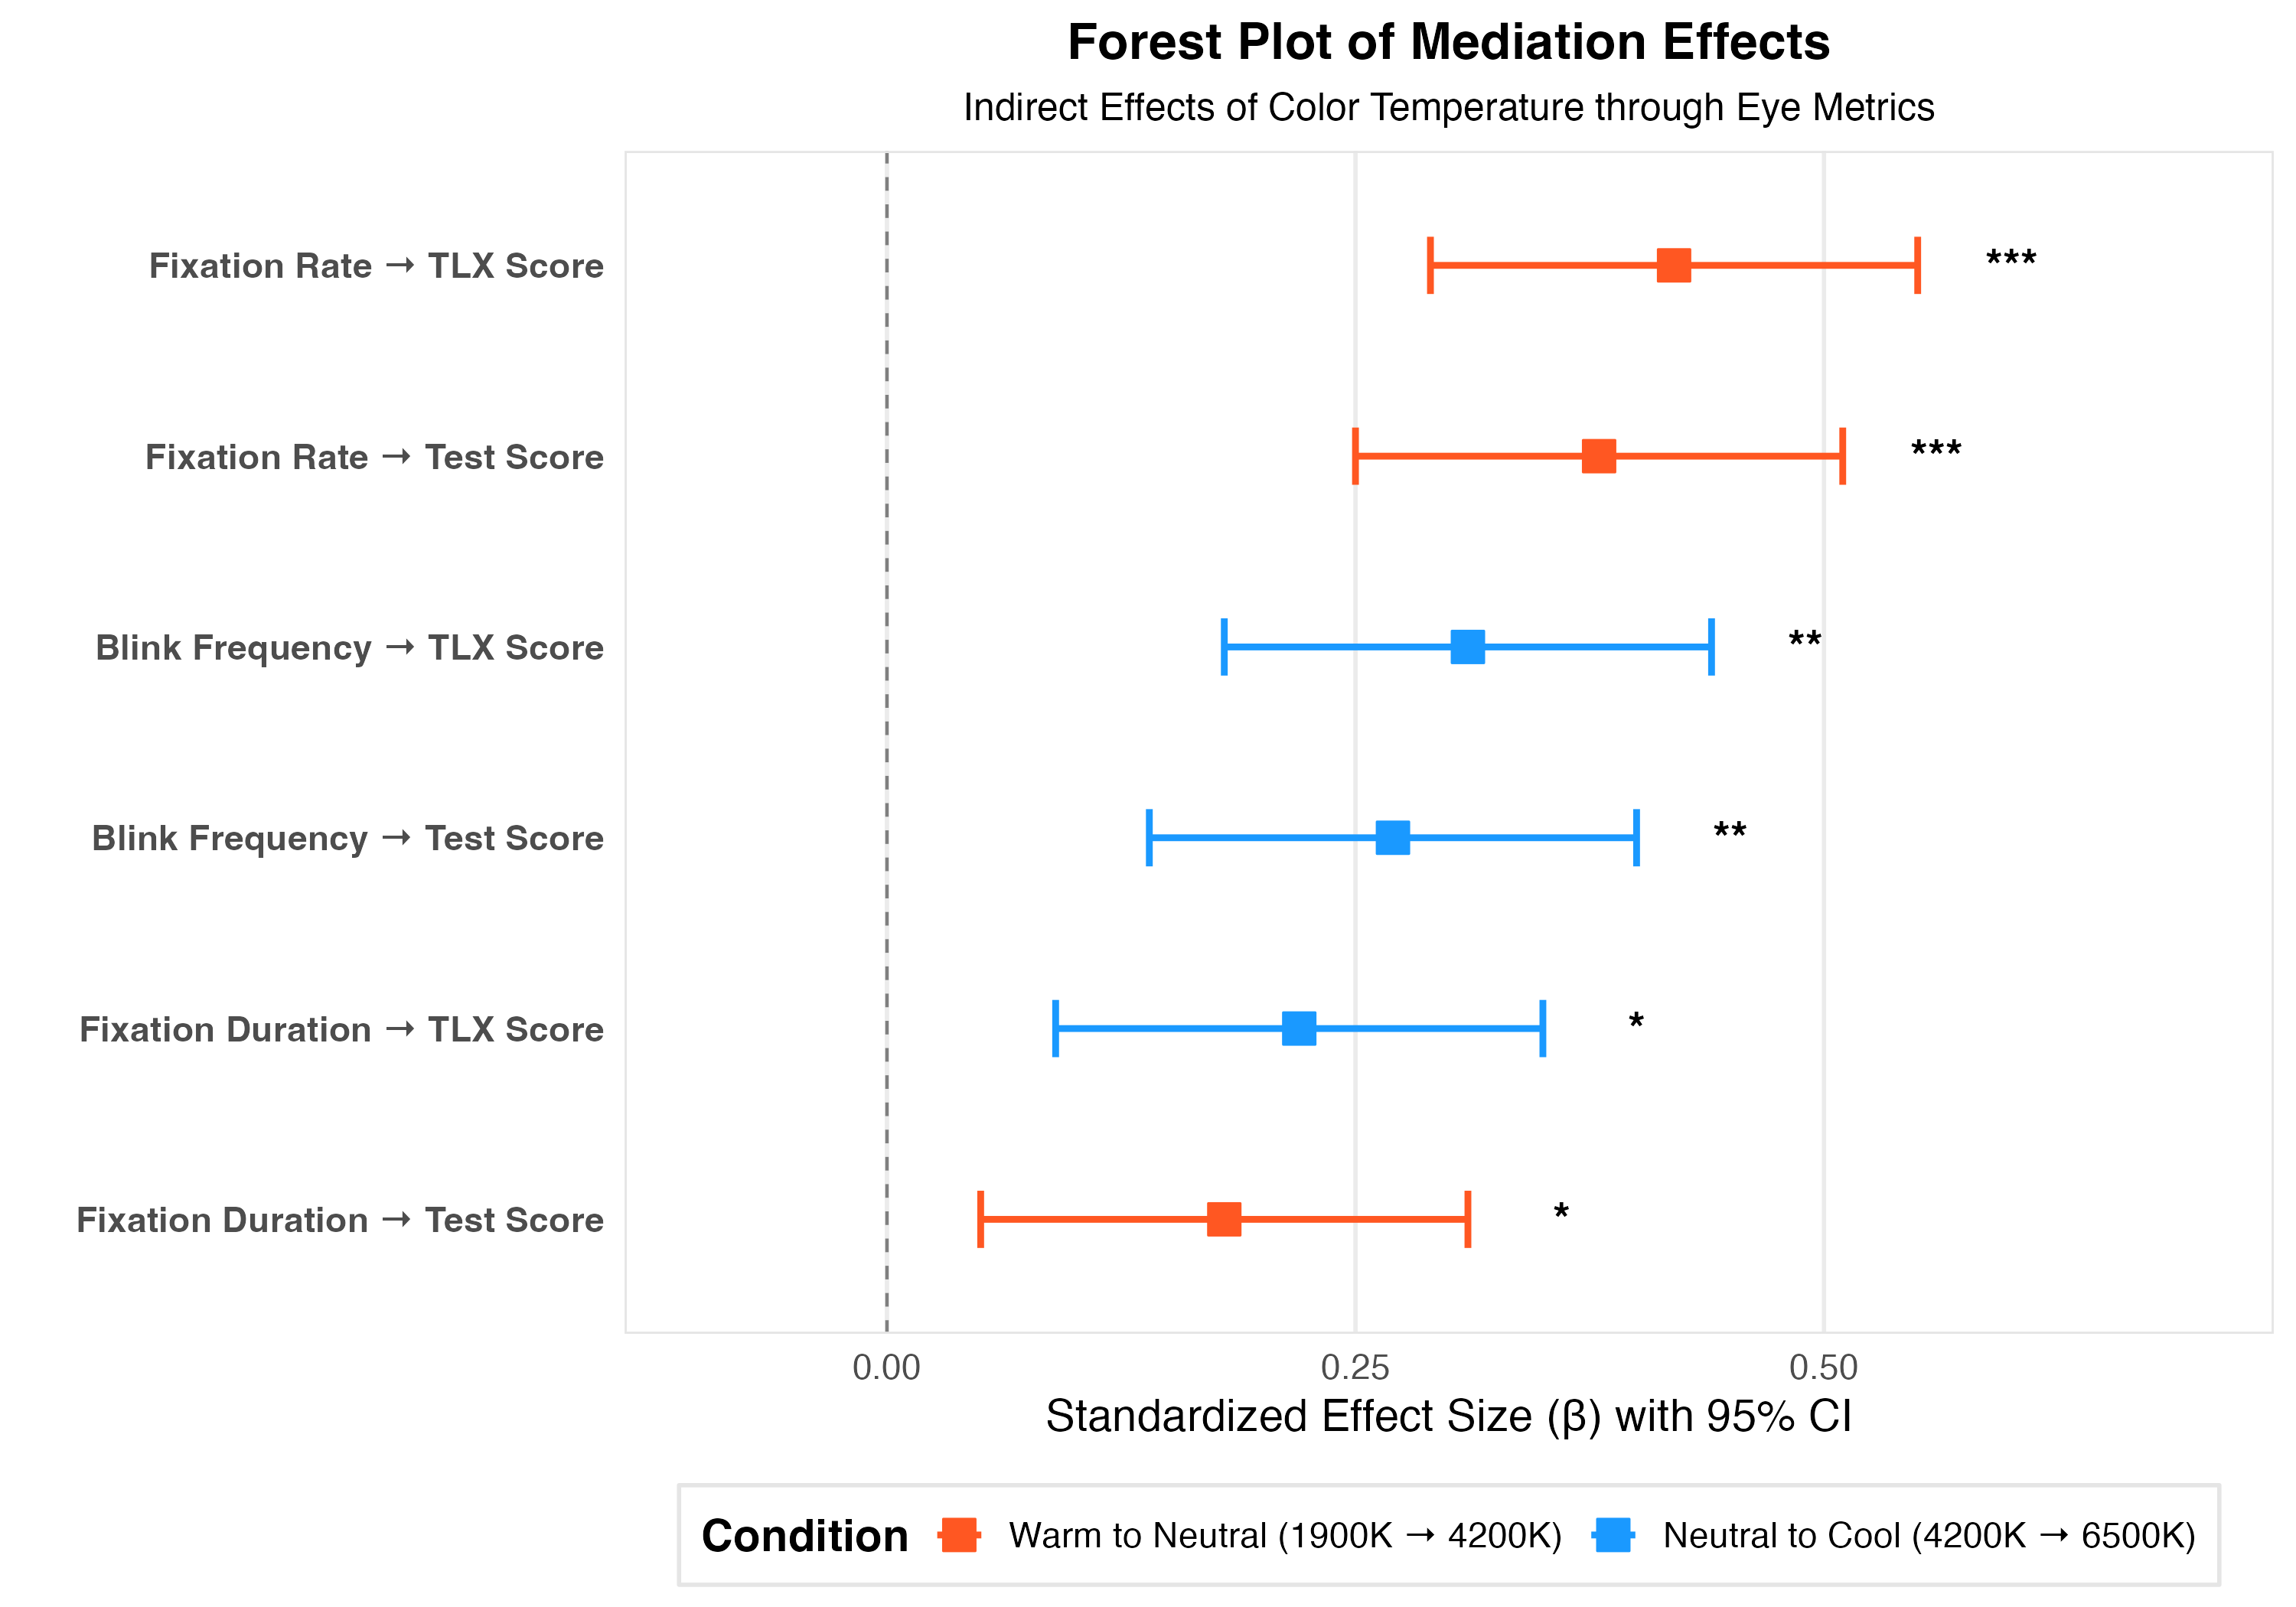 Forest Plot of Mediation Effects
Indirect Effects of Color Temperature through Eye Metrics
Fixation Rate → TLX Score
***
Fixation Rate → Test Score
***
Blink Frequency → TLX Score
**
Blink Frequency → Test Score
**
Fixation Duration → TLX Score
*
Fixation Duration → Test Score
*
0.00 0.25 0.50
Standardized Effect Size (β) with 95% CI
Condition Warm to Neutral (1900K → 4200K) Neutral to Cool (4200K → 6500K)